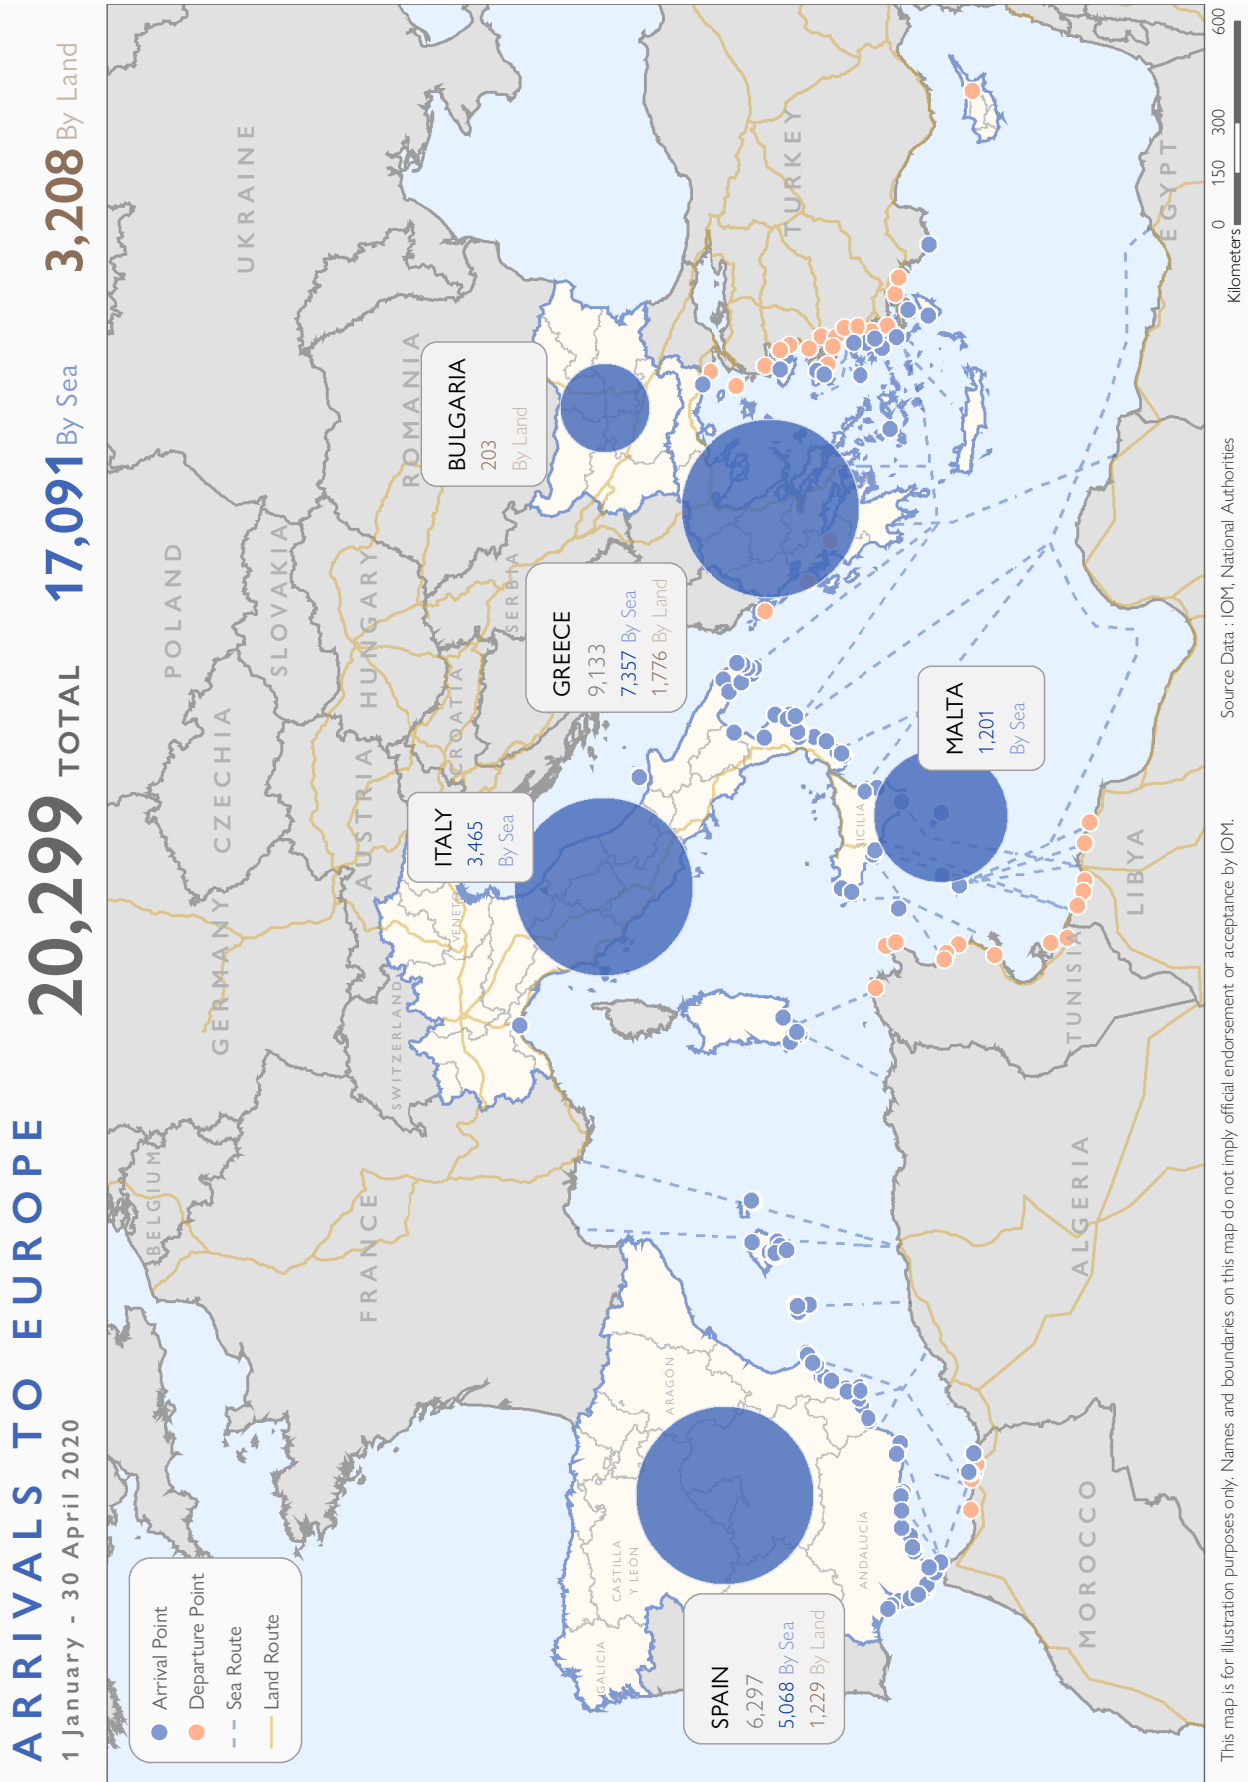 ARRIVALS TO EUROPE
1 January - 30 April 2020
20,299 TOTAL
17,091 By Sea
3,208 By Land
Arrival Point
Departure Point
Sea Route
Land Route
BELGIUM
GERMANY
CZECHIA
POLAND
UKRAINE
SLOVAKIA
FRANCE
SWITZERLAND
AUSTRIA
HUNGARY
ROMANIA
VENETO
CROATIA
SERBIA
ITALY
3,465
By Sea
BULGARIA
203
By Land
GREECE
9,133
7,357 By Sea
1,776 By Land
GALICIA
CASTILLA
Y LEÓN
ARAGÓN
ANDALUCÍA
SPAIN
6,297
5,068 By Sea
1,229 By Land
TURKEY
SICILIA
MALTA
1,201
By Sea
MOROCCO
ALGERIA
TUNISIA
LIBYA
EGYPT
This map is for illustration purposes only. Names and boundaries on this map do not imply official endorsement or acceptance by IOM.
Source Data : IOM, National Authorities
Kilometers
0 150 300 600